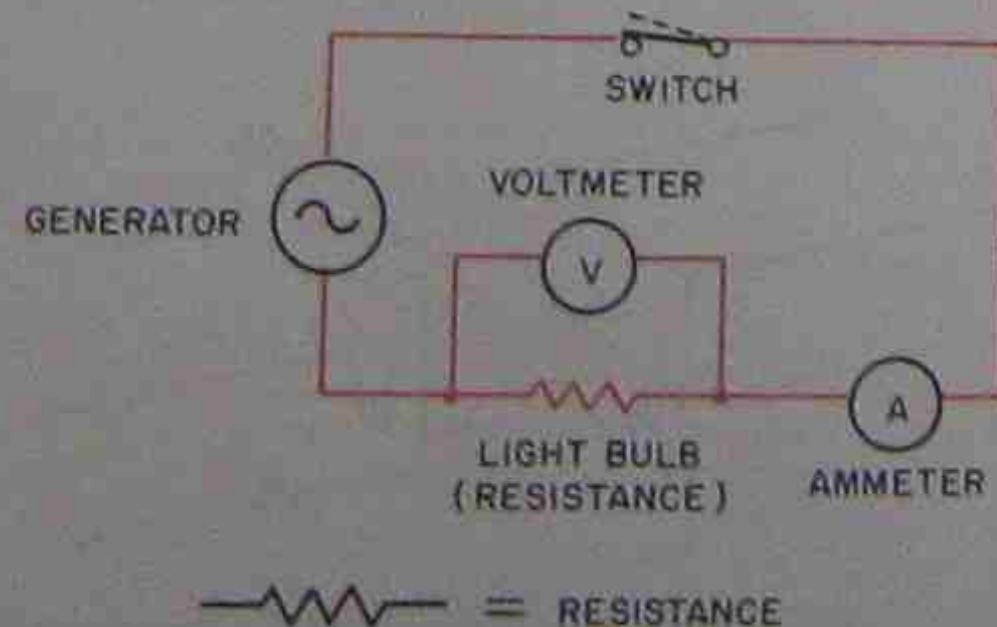 SWITCH
VOLTMETER
GENERATOR
V
A
LIGHT BULB
(RESISTANCE)
AMMETER
= RESISTANCE